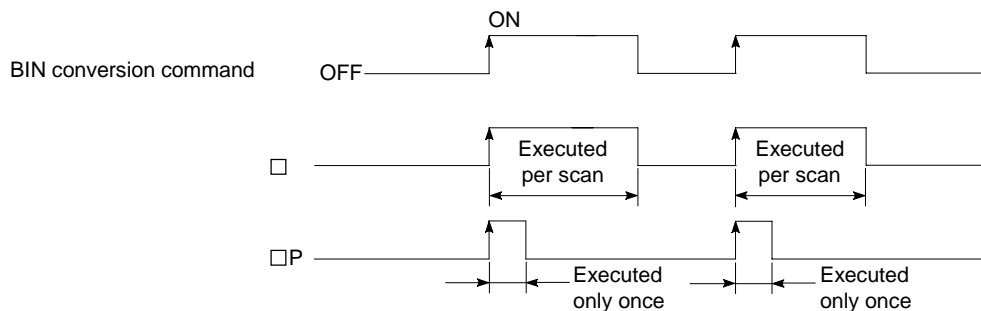 ON
BIN conversion command OFF
□ Executed per scan Executed per scan
□P
Executed only once Executed only once